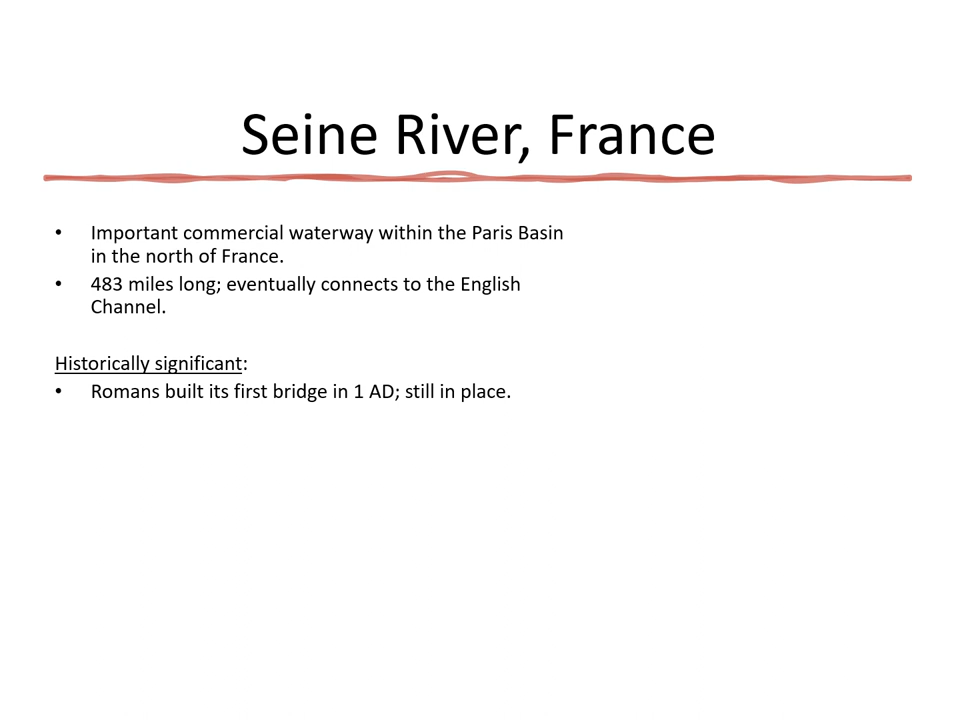 Seine River, France
• Important commercial waterway within the Paris Basin
in the north of France.
• 483 miles long; eventually connects to the English
Channel.
Historically significant:
• Romans built its first bridge in 1 AD; still in place.